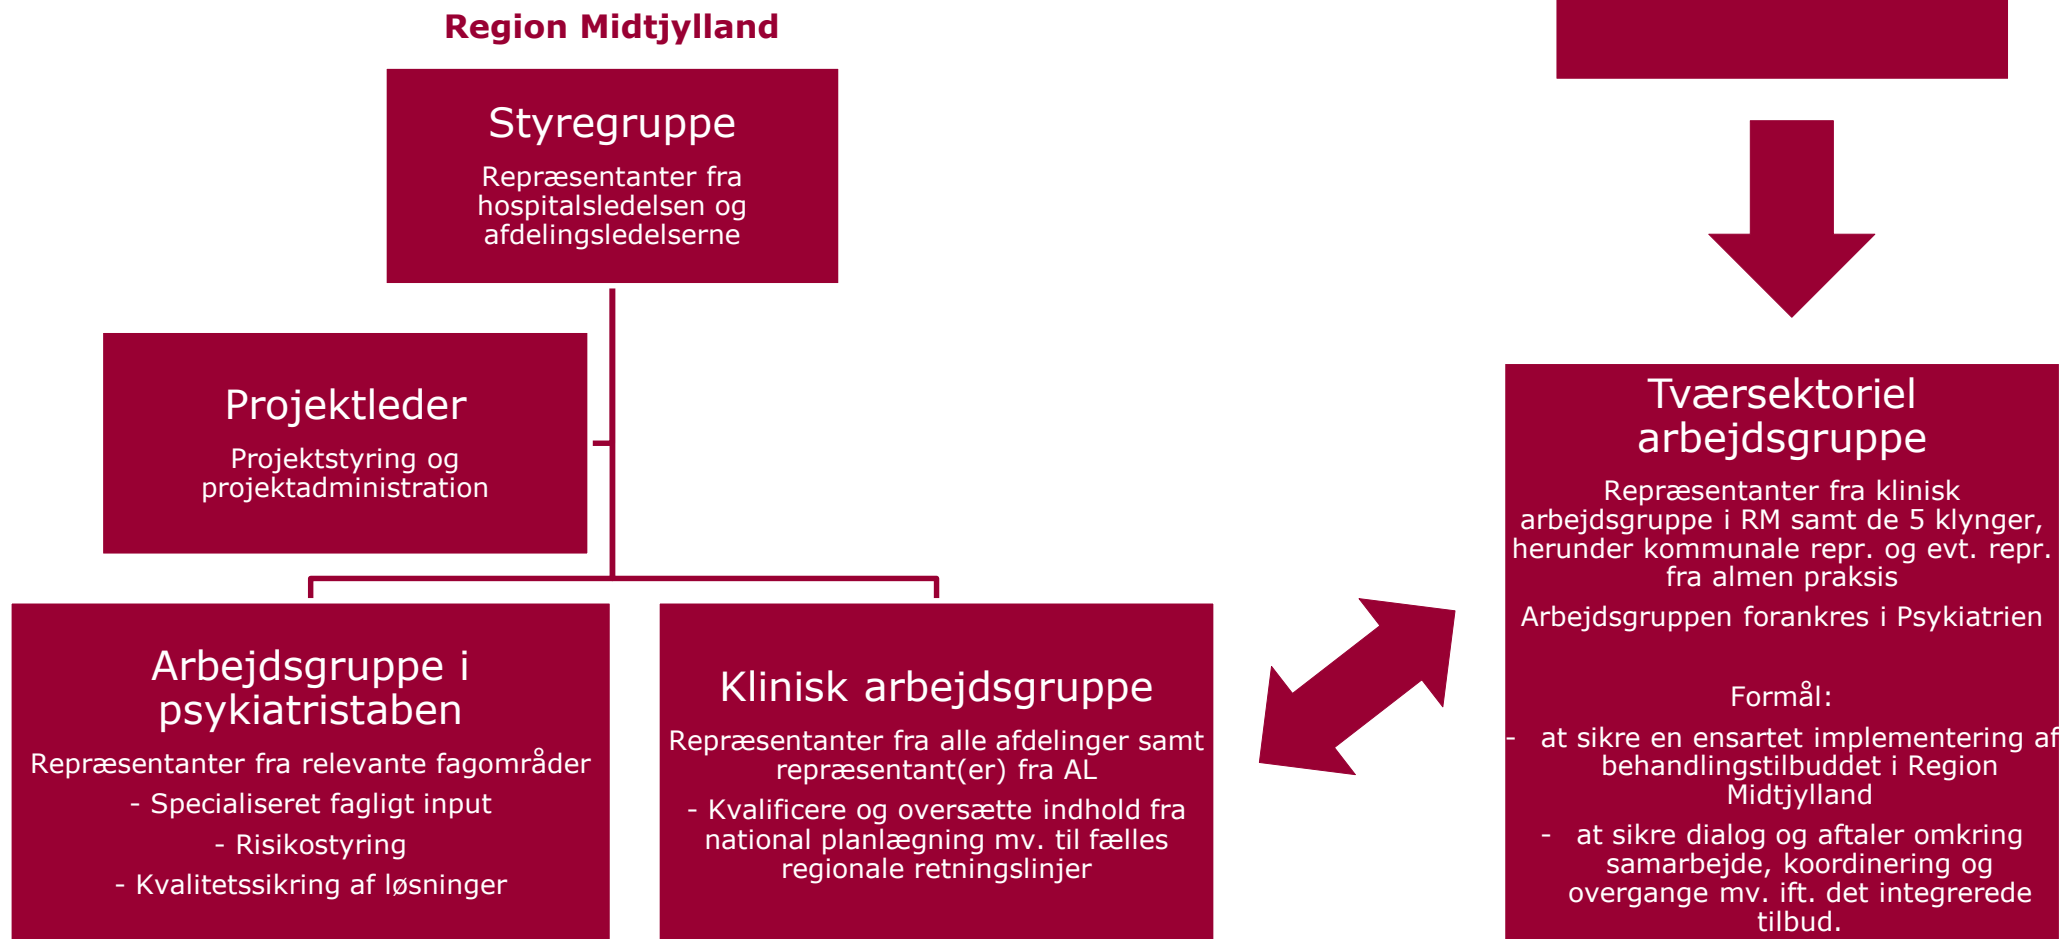 Region Midtjylland
Styregruppe
Repræsentanter fra
hospitalsledelsen og
afdelingsledelserne
Projektleder
Projektstyring og
projektadministration
Arbejdsgruppe i
psykiatristaben
Repræsentanter fra relevante fagområder
- Specialiseret fagligt input
- Risikostyring
- Kvalitetssikring af løsninger
Klinisk arbejdsgruppe
Repræsentanter fra alle afdelinger samt
repræsentant(er) fra AL
- Kvalificere og oversætte indhold fra
national planlægning mv. til fælles
regionale retningslinjer
Tværsektoriel
arbejdsgruppe
Repræsentanter fra klinisk
arbejdsgruppe i RM samt de 5 klynger,
herunder kommunale repr. og evt. repr.
fra almen praksis
Arbejdsgruppen forankres i Psykiatrien
Formål:
- at sikre en ensartet implementering af
behandlingstilbuddet i Region
Midtjylland
- at sikre dialog og aftaler omkring
samarbejde, koordinering og
overgange mv. ift. det integrerede
tilbud.